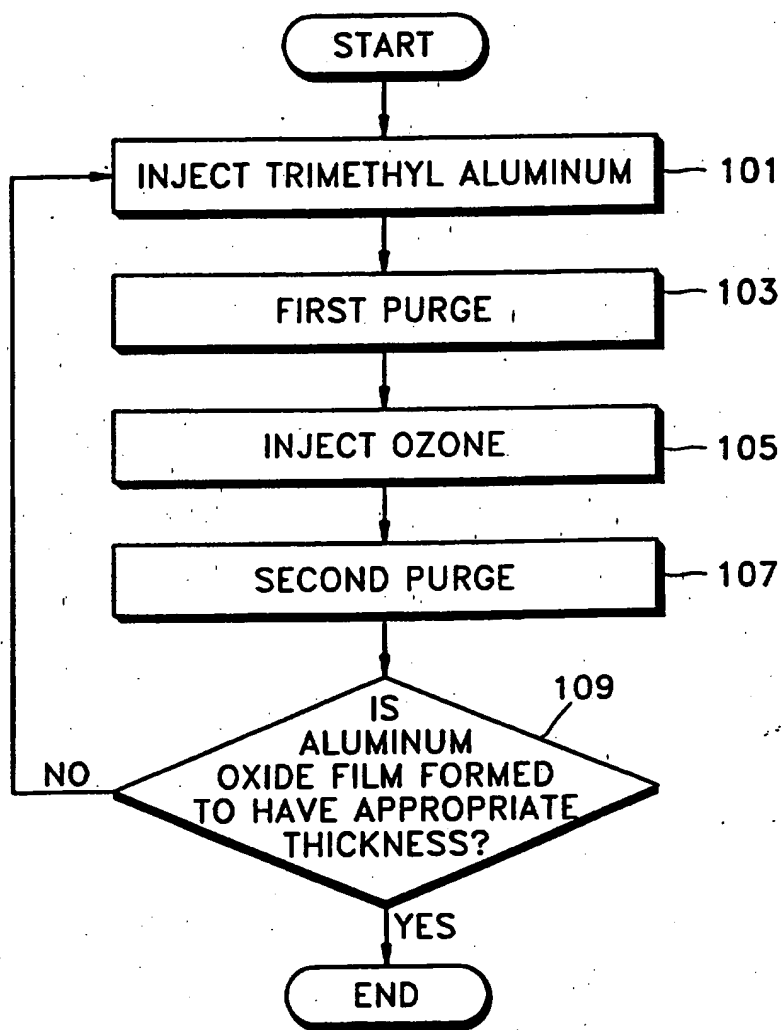 START
INJECT TRIMETHYL ALUMINUM
101
FIRST PURGE
103
INJECT OZONE
105
SECOND PURGE
107
109
IS
ALUMINUM
OXIDE FILM FORMED
TO HAVE APPROPRIATE
THICKNESS?
NO
YES
END